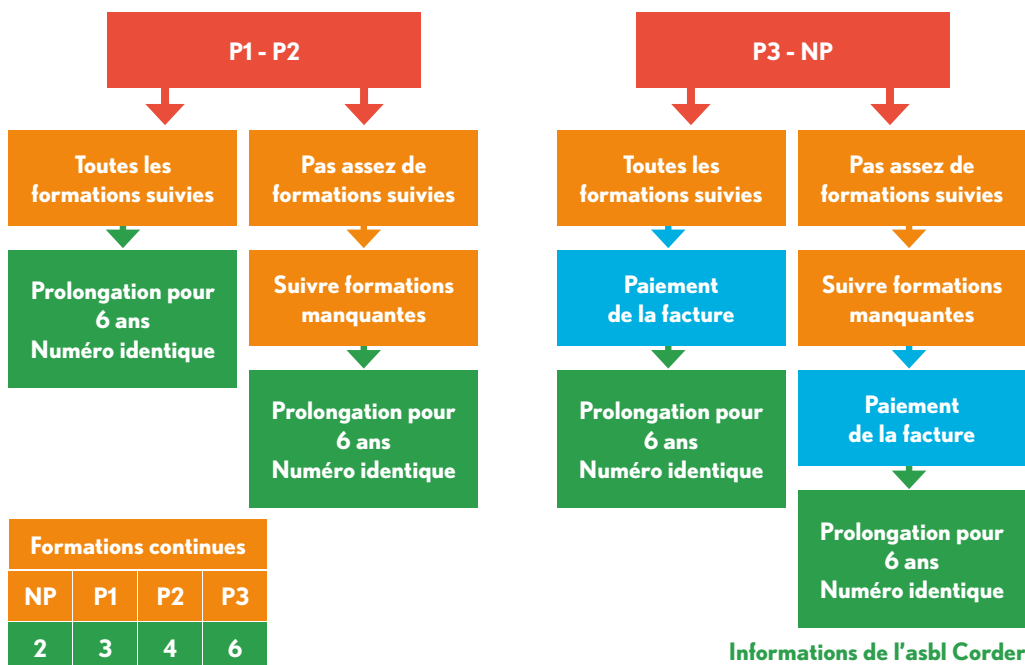 P1 - P2
Toutes les
formations suivies
Pas assez de
formations suivies
Prolongation pour
6 ans
Numéro identique
Suivre formations
manquantes
Prolongation pour
6 ans
Numéro identique
P3 - NP
Toutes les
formations suivies
Pas assez de
formations suivies
Paiement
de la facture
Suivre formations
manquantes
Prolongation pour
6 ans
Numéro identique
Paiement
de la facture
Prolongation pour
6 ans
Numéro identique
Formations continues
NP P1 P2 P3
2 3 4 6
Informations de l'asbl Corder